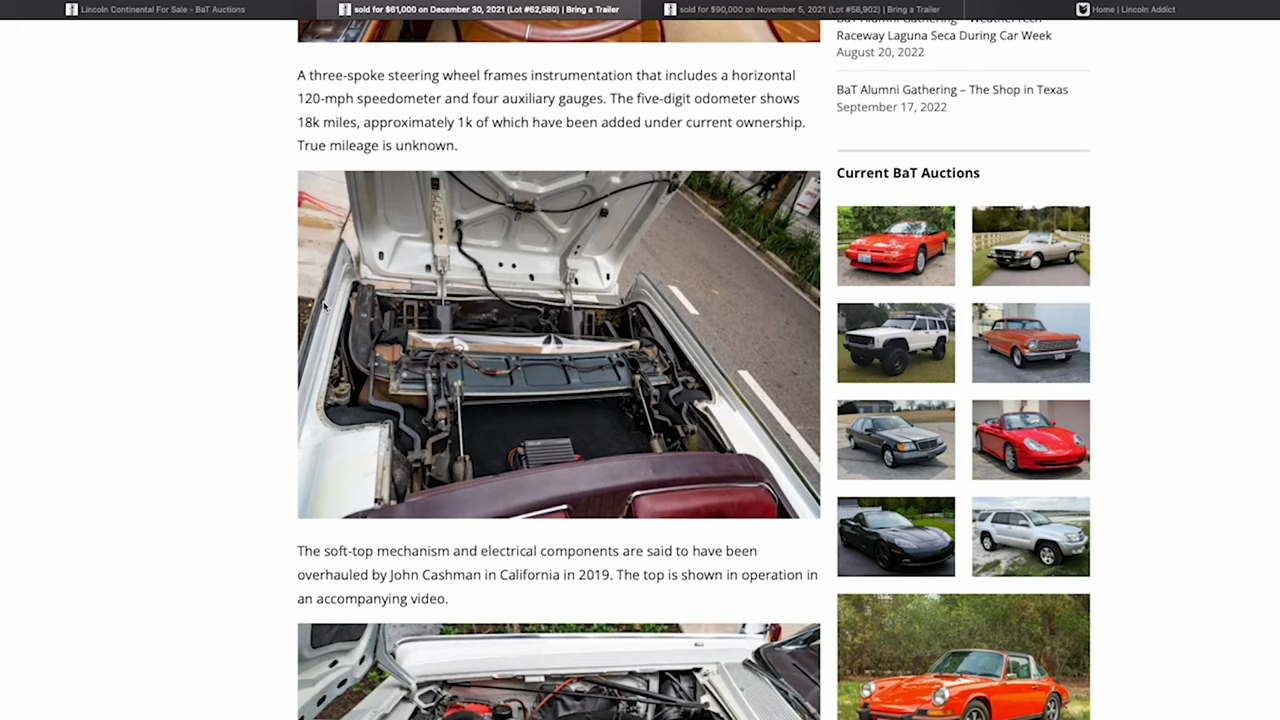 Lincoln Continental For Sale - BaT Auctions
sold for $61,000 on December 30, 2021 (Lot #62,580) | Bring a Trailer
sold for $90,000 on November 5, 2021 (Lot #58,902) | Bring a Trailer
Home | Lincoln Addict
A three-spoke steering wheel frames instrumentation that includes a horizontal
120-mph speedometer and four auxiliary gauges. The five-digit odometer shows
18k miles, approximately 1k of which have been added under current ownership.
True mileage is unknown.
The soft-top mechanism and electrical components are said to have been
overhauled by John Cashman in California in 2019. The top is shown in operation in
an accompanying video.
BaT Alumni Gathering – WeatherTech
Raceway Laguna Seca During Car Week
August 20, 2022
BaT Alumni Gathering – The Shop in Texas
September 17, 2022
Current BaT Auctions